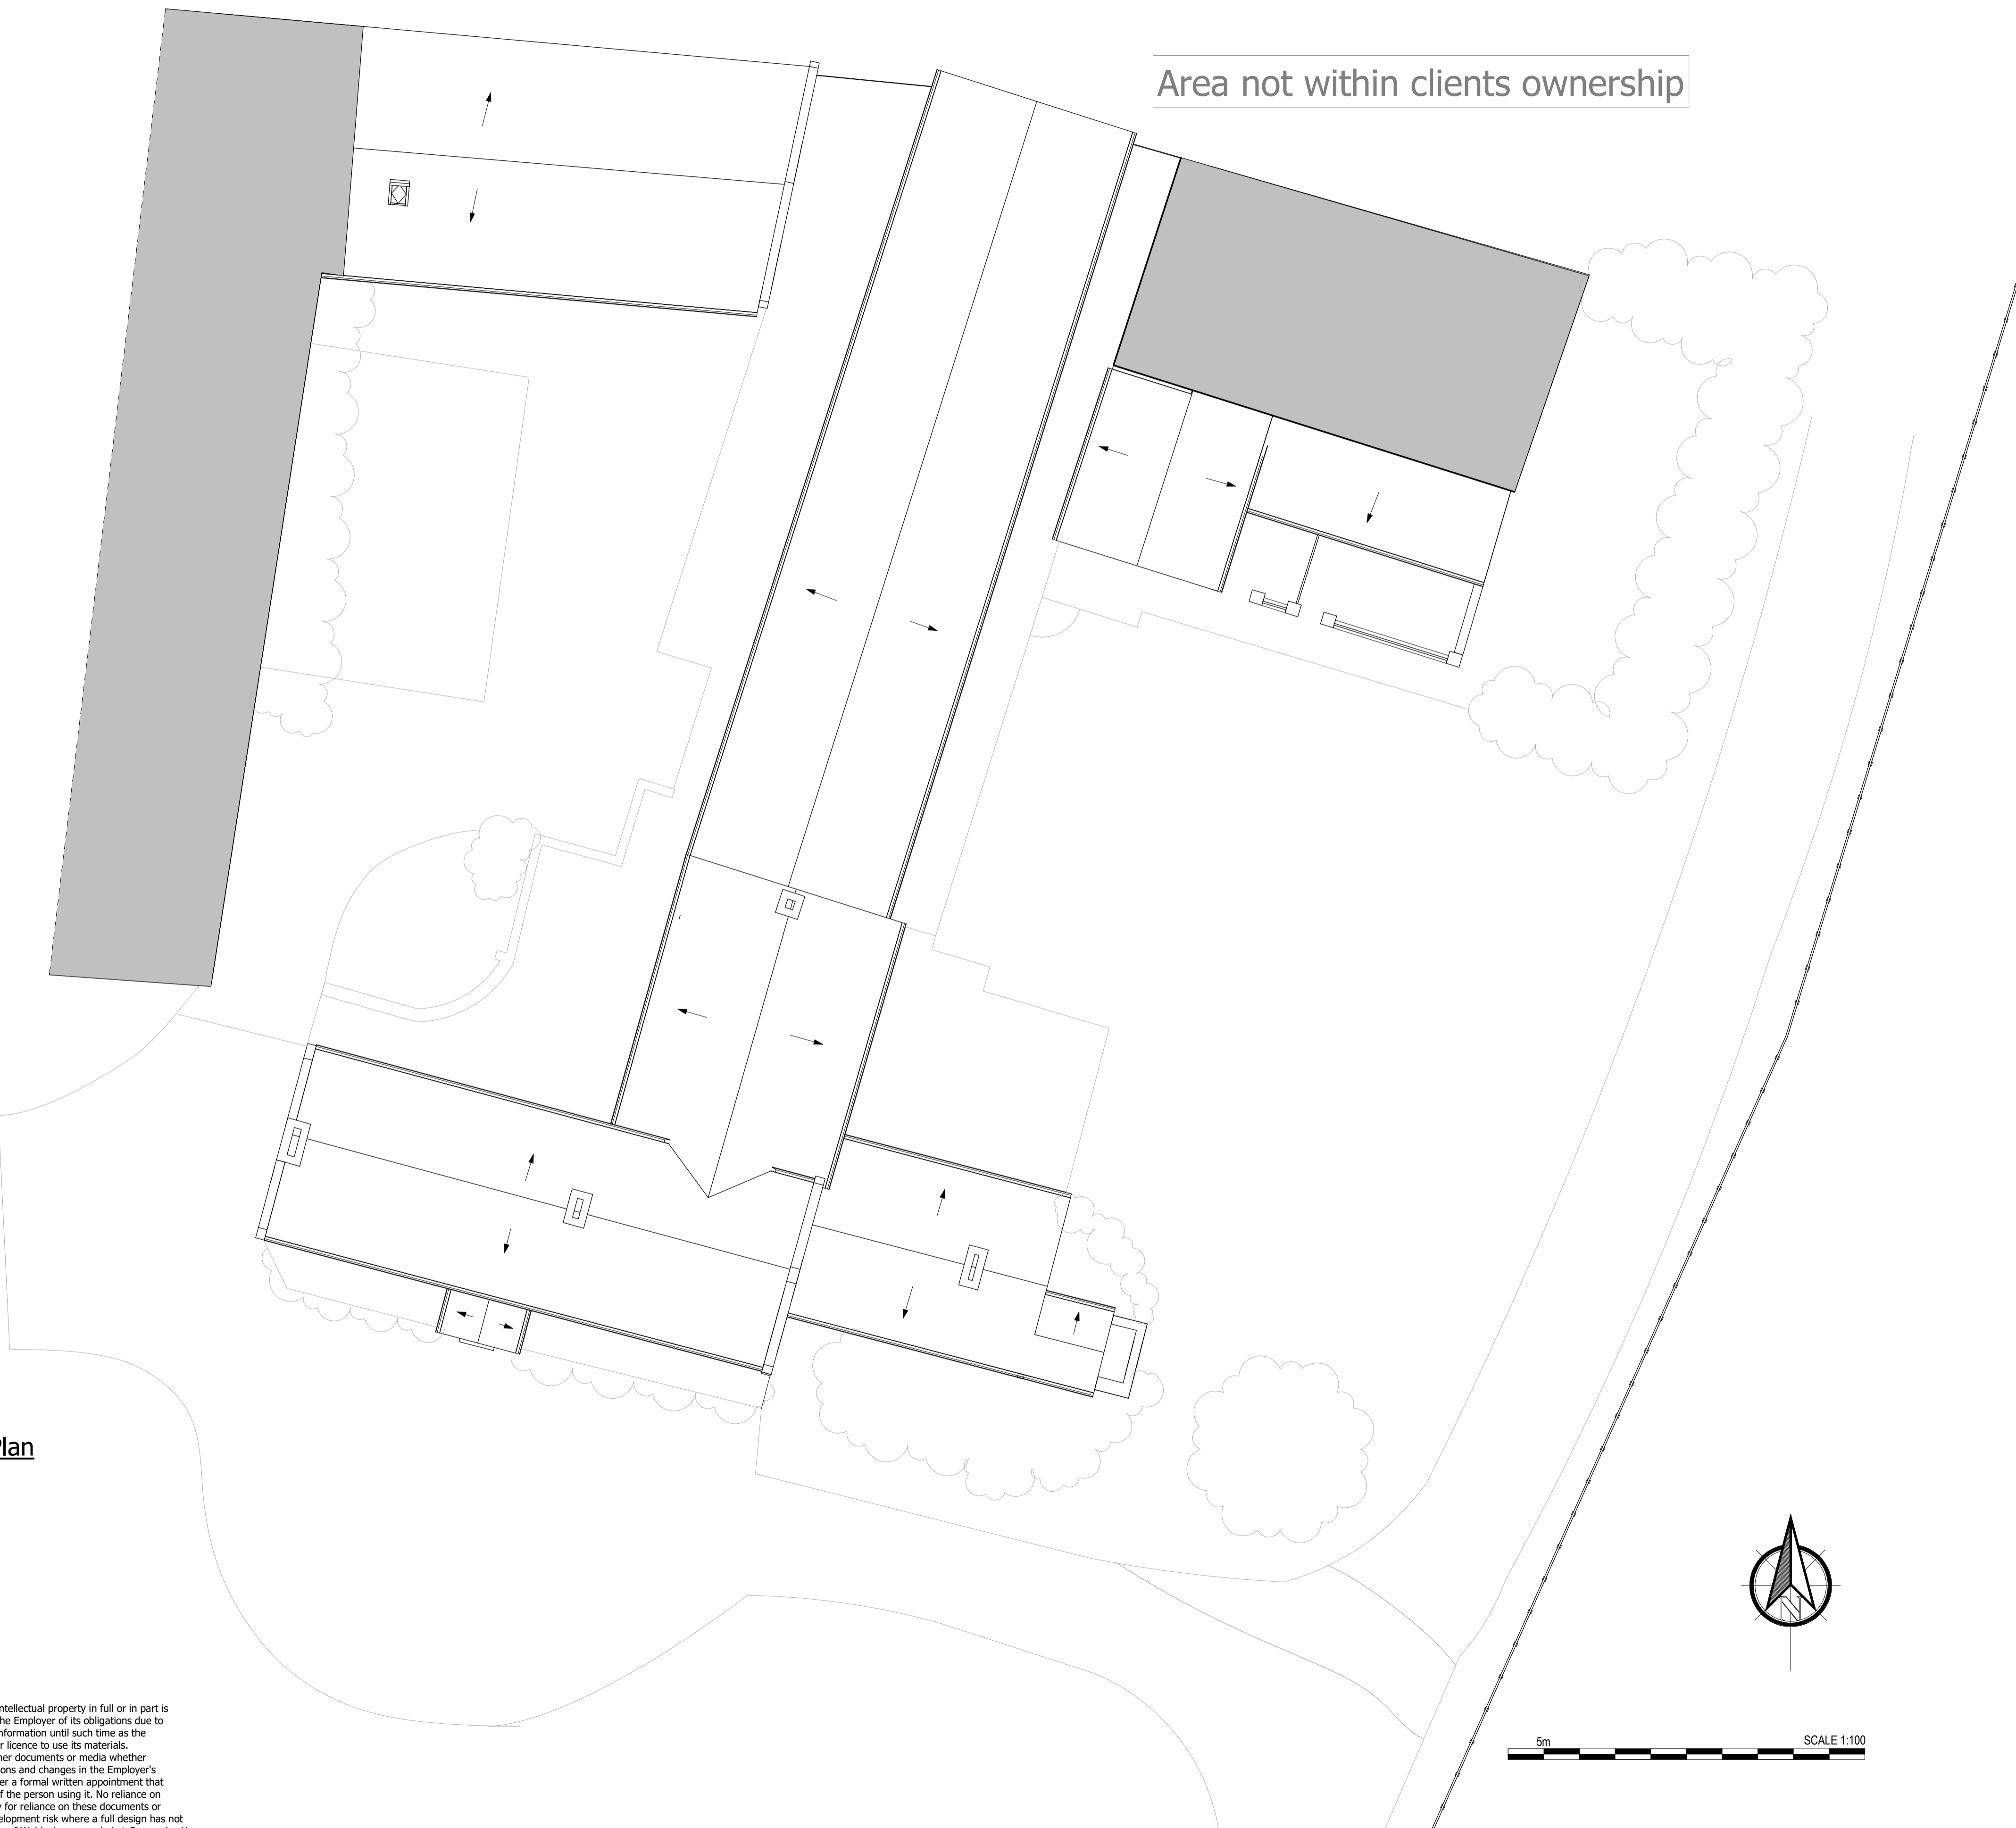 Area not within clients ownership
Plan
N
5m
SCALE 1:100
intellectual property in full or in part is
the Employer of its obligations due to
information until such time as the
r licence to use its materials.
her documents or media whether
ons and changes in the Employer's
er a formal written appointment that
f the person using it. No reliance on
y for reliance on these documents or
elopment risk where a full design has not